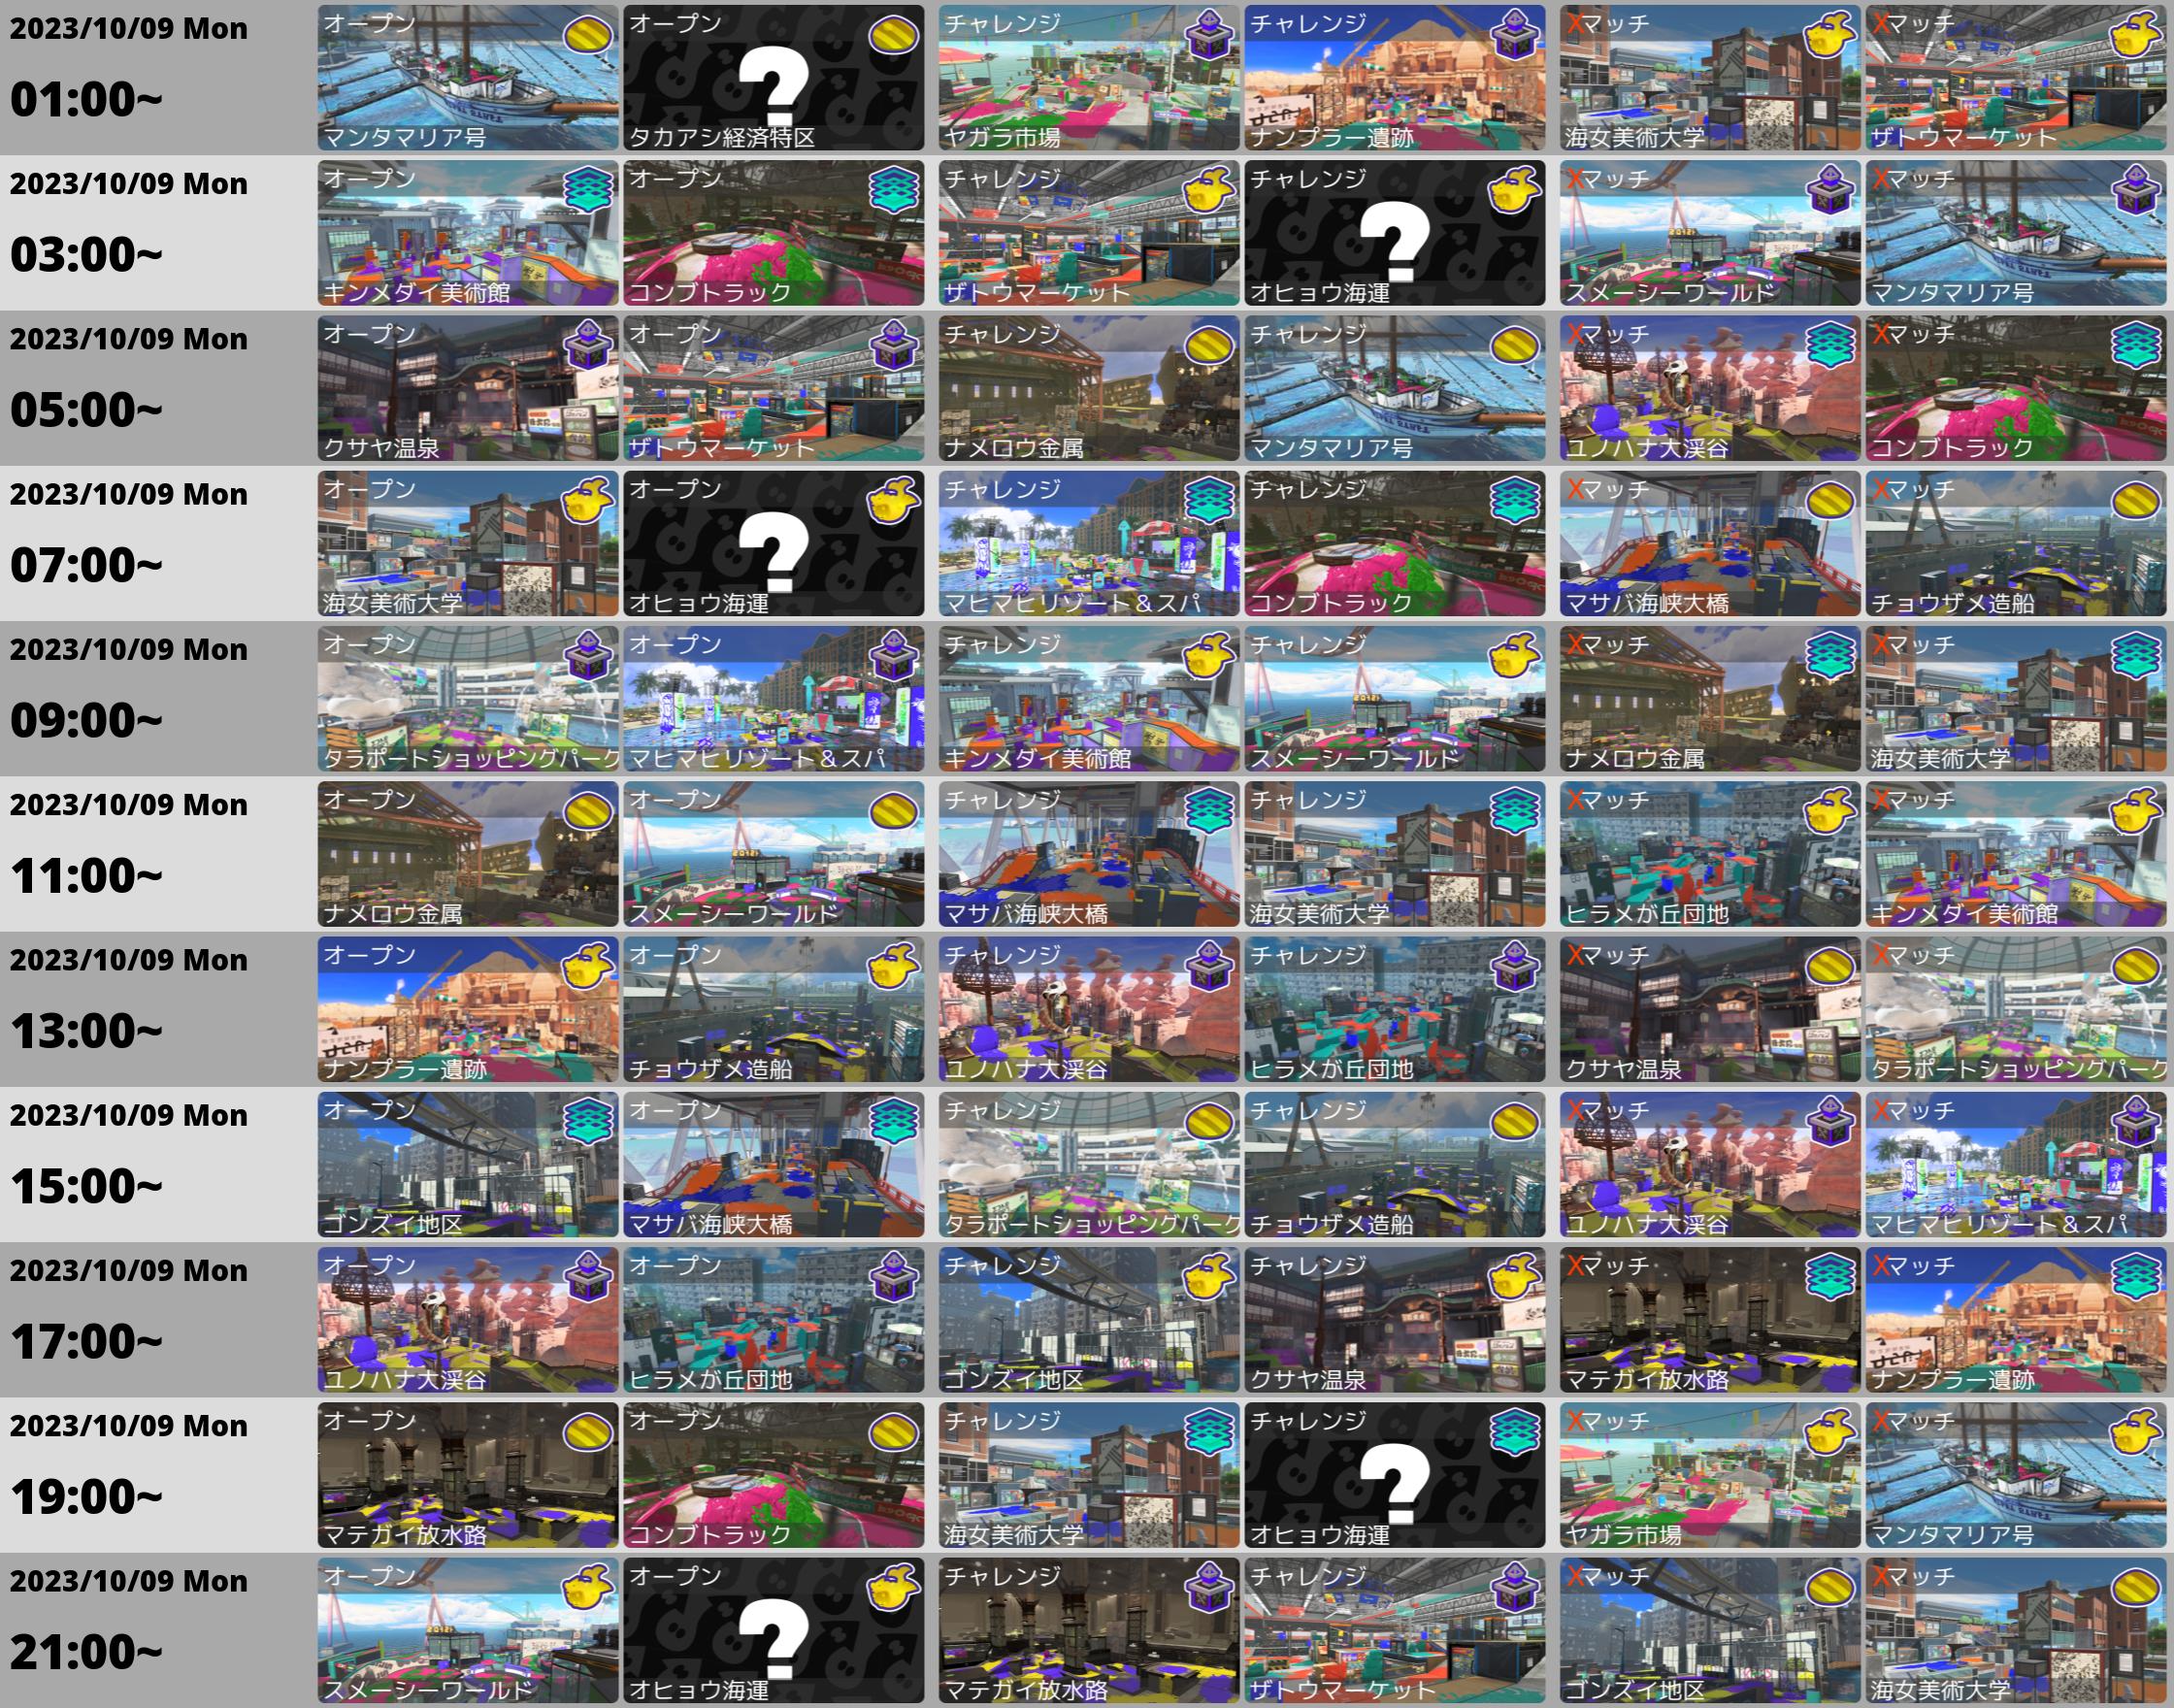 2023/10/09 Mon
01:00~
オープン
マンタマリア号
オープン
タカアシ経済特区
チャレンジ
ヤガラ市場
チャレンジ
ナンプラー遺跡
Xマッチ
海女美術大学
Xマッチ
ザトウマーケット
2023/10/09 Mon
03:00~
オープン
キンメダイ美術館
オープン
コンブトラック
チャレンジ
ザトウマーケット
チャレンジ
オヒョウ海運
Xマッチ
スメーシーワールド
Xマッチ
マンタマリア号
2023/10/09 Mon
05:00~
オープン
クサヤ温泉
オープン
ザトウマーケット
チャレンジ
ナメロウ金属
チャレンジ
マンタマリア号
Xマッチ
ユノハナ大渓谷
Xマッチ
コンブトラック
2023/10/09 Mon
07:00~
オープン
海女美術大学
オープン
オヒョウ海運
チャレンジ
マヒマヒリゾート&スパ
チャレンジ
コンブトラック
Xマッチ
マサバ海峡大橋
Xマッチ
チョウザメ造船
2023/10/09 Mon
09:00~
オープン
タラポートショッピングパーク
オープン
マヒマヒリゾート&スパ
チャレンジ
キンメダイ美術館
チャレンジ
スメーシーワールド
Xマッチ
ナメロウ金属
Xマッチ
海女美術大学
2023/10/09 Mon
11:00~
オープン
ナメロウ金属
オープン
スメーシーワールド
チャレンジ
マサバ海峡大橋
チャレンジ
海女美術大学
Xマッチ
ヒラメが丘団地
Xマッチ
キンメダイ美術館
2023/10/09 Mon
13:00~
オープン
ナンプラー遺跡
オープン
チョウザメ造船
チャレンジ
ユノハナ大渓谷
チャレンジ
ヒラメが丘団地
Xマッチ
クサヤ温泉
Xマッチ
タラポートショッピングパーク
2023/10/09 Mon
15:00~
オープン
ゴンズイ地区
オープン
マサバ海峡大橋
チャレンジ
タラポートショッピングパーク
チャレンジ
チョウザメ造船
Xマッチ
ユノハナ大渓谷
Xマッチ
マヒマヒリゾート&スパ
2023/10/09 Mon
17:00~
オープン
ユノハナ大渓谷
オープン
ヒラメが丘団地
チャレンジ
ゴンズイ地区
チャレンジ
クサヤ温泉
Xマッチ
マテガイ放水路
Xマッチ
ナンプラー遺跡
2023/10/09 Mon
19:00~
オープン
マテガイ放水路
オープン
コンブトラック
チャレンジ
海女美術大学
チャレンジ
オヒョウ海運
Xマッチ
ヤガラ市場
Xマッチ
マンタマリア号
2023/10/09 Mon
21:00~
オープン
スメーシーワールド
オープン
オヒョウ海運
チャレンジ
マテガイ放水路
チャレンジ
ザトウマーケット
Xマッチ
ゴンズイ地区
Xマッチ
海女美術大学